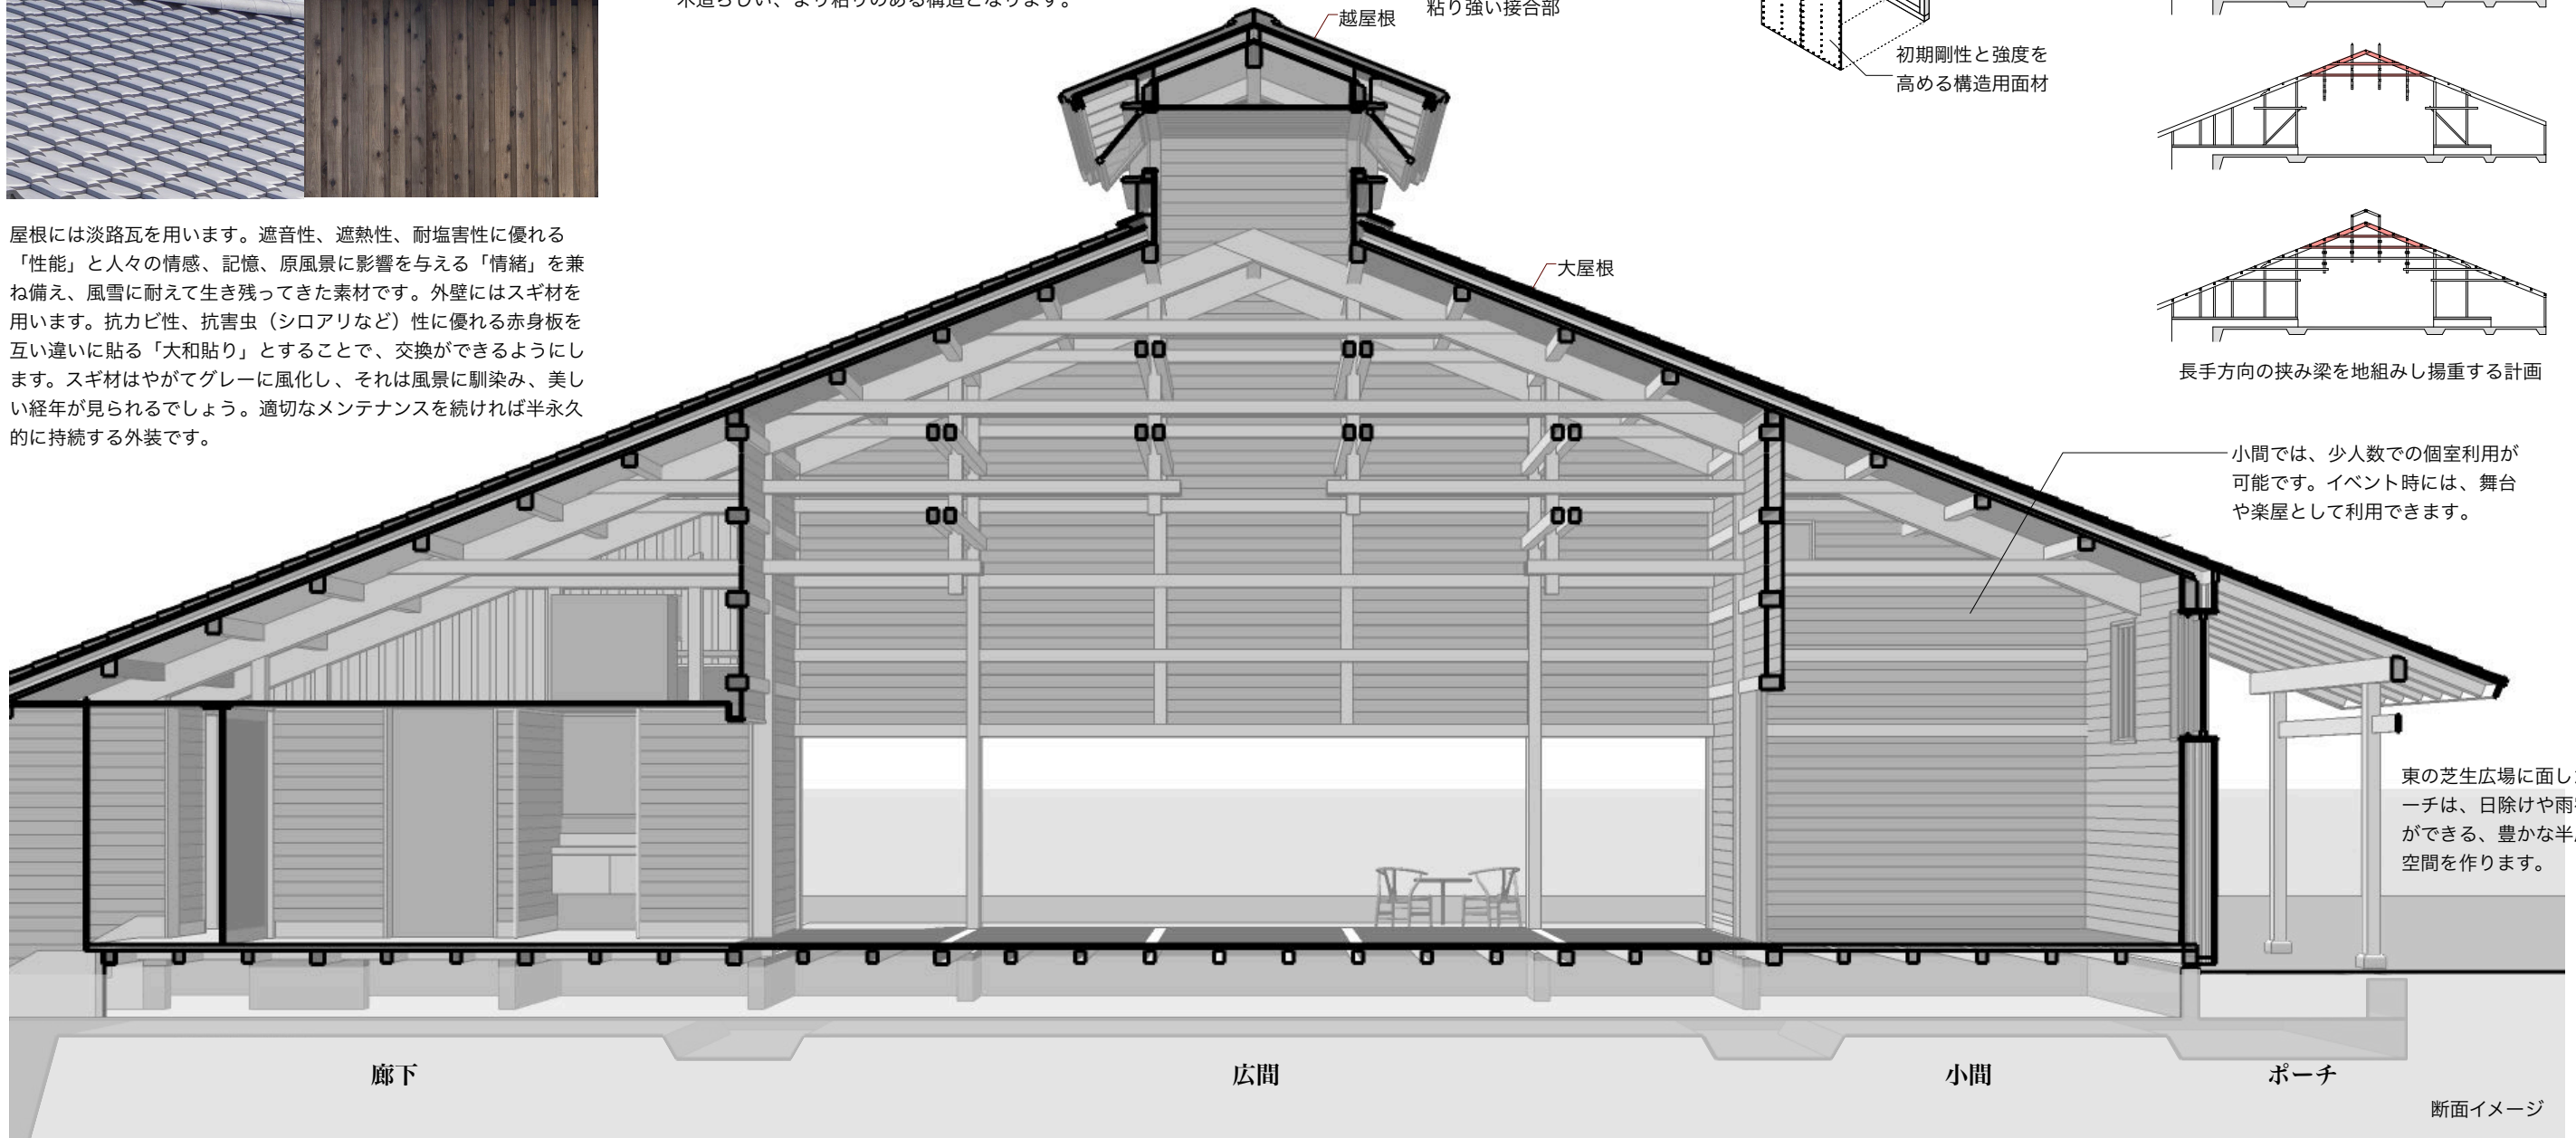 木造らしい、より粘りのある構造となります。
粘り強い接合部
越屋根
初期剛性と強度を
高める構造用面材
屋根には淡路瓦を用います。遮音性、遮熱性、耐塩害性に優れる
「性能」と人々の情感、記憶、原風景に影響を与える「情緒」を兼
ね備え、風雪に耐えて生き残ってきた素材です。外壁にはスギ材を
用います。抗カビ性、抗害虫（シロアリなど）性に優れる赤身板を
互い違いに貼る「大和貼り」とすることで、交換ができるようにし
ます。スギ材はやがてグレーに風化し、それは風景に馴染み、美し
い経年が見られるでしょう。適切なメンテナンスを続ければ半永久
的に持続する外装です。
大屋根
長手方向の挟み梁を地組みし揚重する計画
小間では、少人数での個室利用が
可能です。イベント時には、舞台
や楽屋として利用できます。
東の芝生広場に面し
ーチは、日除けや雨
ができる、豊かな半
空間を作ります。
廊下
広間
小間
ポーチ
断面イメージ